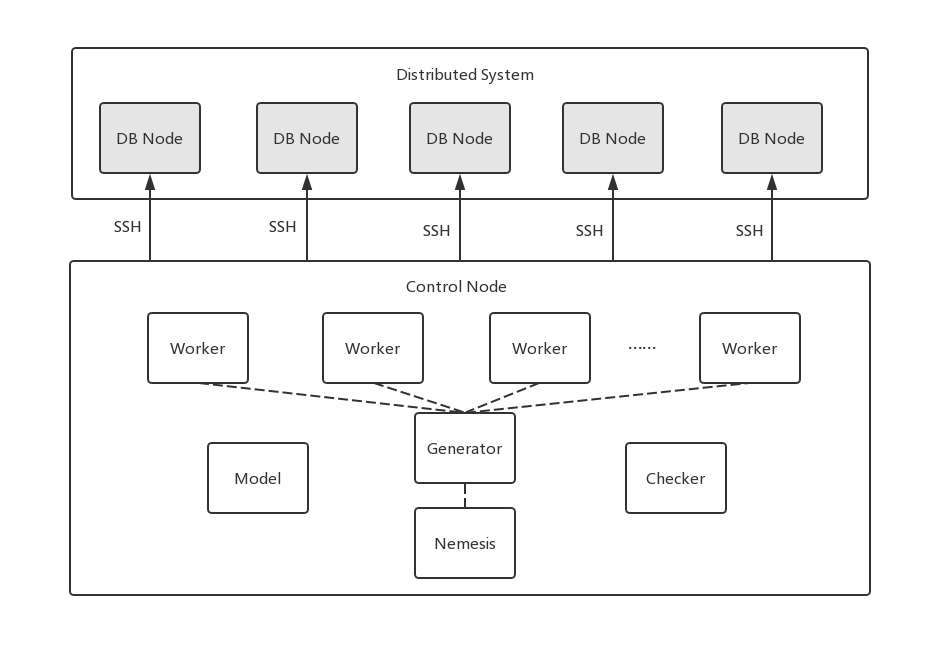 Distributed System
DB Node
DB Node
DB Node
DB Node
DB Node
SSH
SSH
SSH
SSH
SSH
Control Node
Worker
Worker
Worker
......
Worker
Generator
Model
Checker
Nemesis